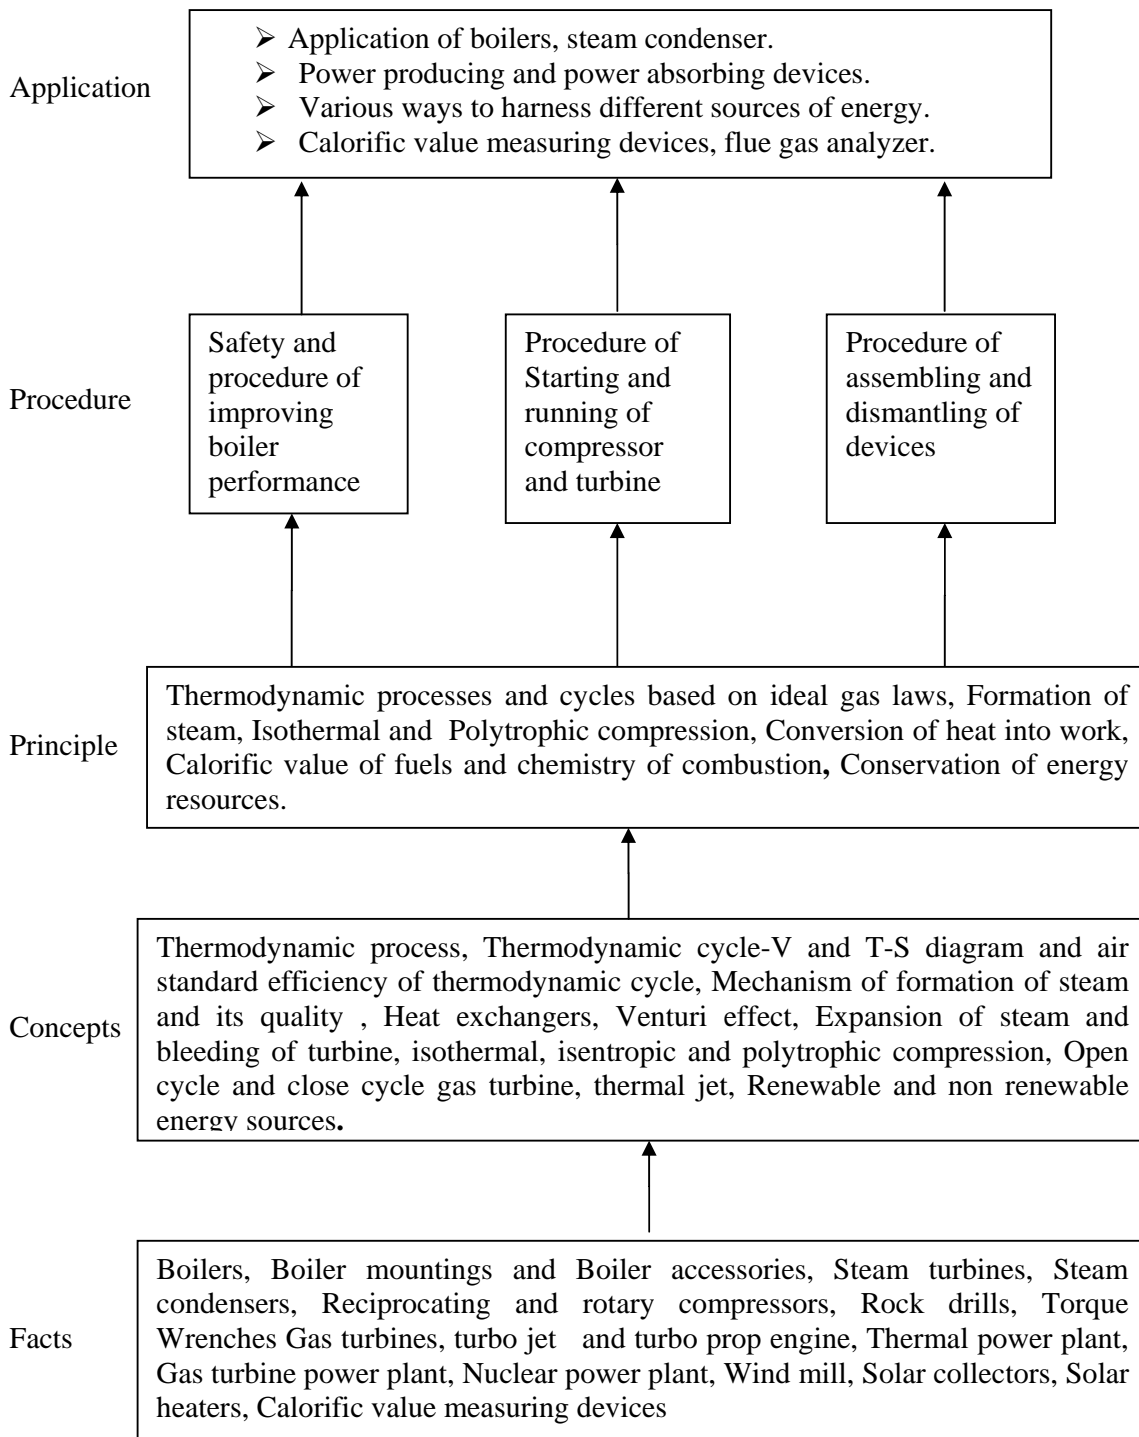 Application
➢ Application of boilers, steam condenser.
➢ Power producing and power absorbing devices.
➢ Various ways to harness different sources of energy.
➢ Calorific value measuring devices, flue gas analyzer.
Procedure
Safety and
procedure of
improving
boiler
performance
Procedure of
Starting and
running of
compressor
and turbine
Procedure of
assembling and
dismantling of
devices
Principle
Thermodynamic processes and cycles based on ideal gas laws, Formation of
steam, Isothermal and Polytrophic compression, Conversion of heat into work,
Calorific value of fuels and chemistry of combustion, Conservation of energy
resources.
Concepts
Thermodynamic process, Thermodynamic cycle-V and T-S diagram and air
standard efficiency of thermodynamic cycle, Mechanism of formation of steam
and its quality , Heat exchangers, Venturi effect, Expansion of steam and
bleeding of turbine, isothermal, isentropic and polytrophic compression, Open
cycle and close cycle gas turbine, thermal jet, Renewable and non renewable
energy sources.
Facts
Boilers, Boiler mountings and Boiler accessories, Steam turbines, Steam
condensers, Reciprocating and rotary compressors, Rock drills, Torque
Wrenches Gas turbines, turbo jet and turbo prop engine, Thermal power plant,
Gas turbine power plant, Nuclear power plant, Wind mill, Solar collectors, Solar
heaters, Calorific value measuring devices